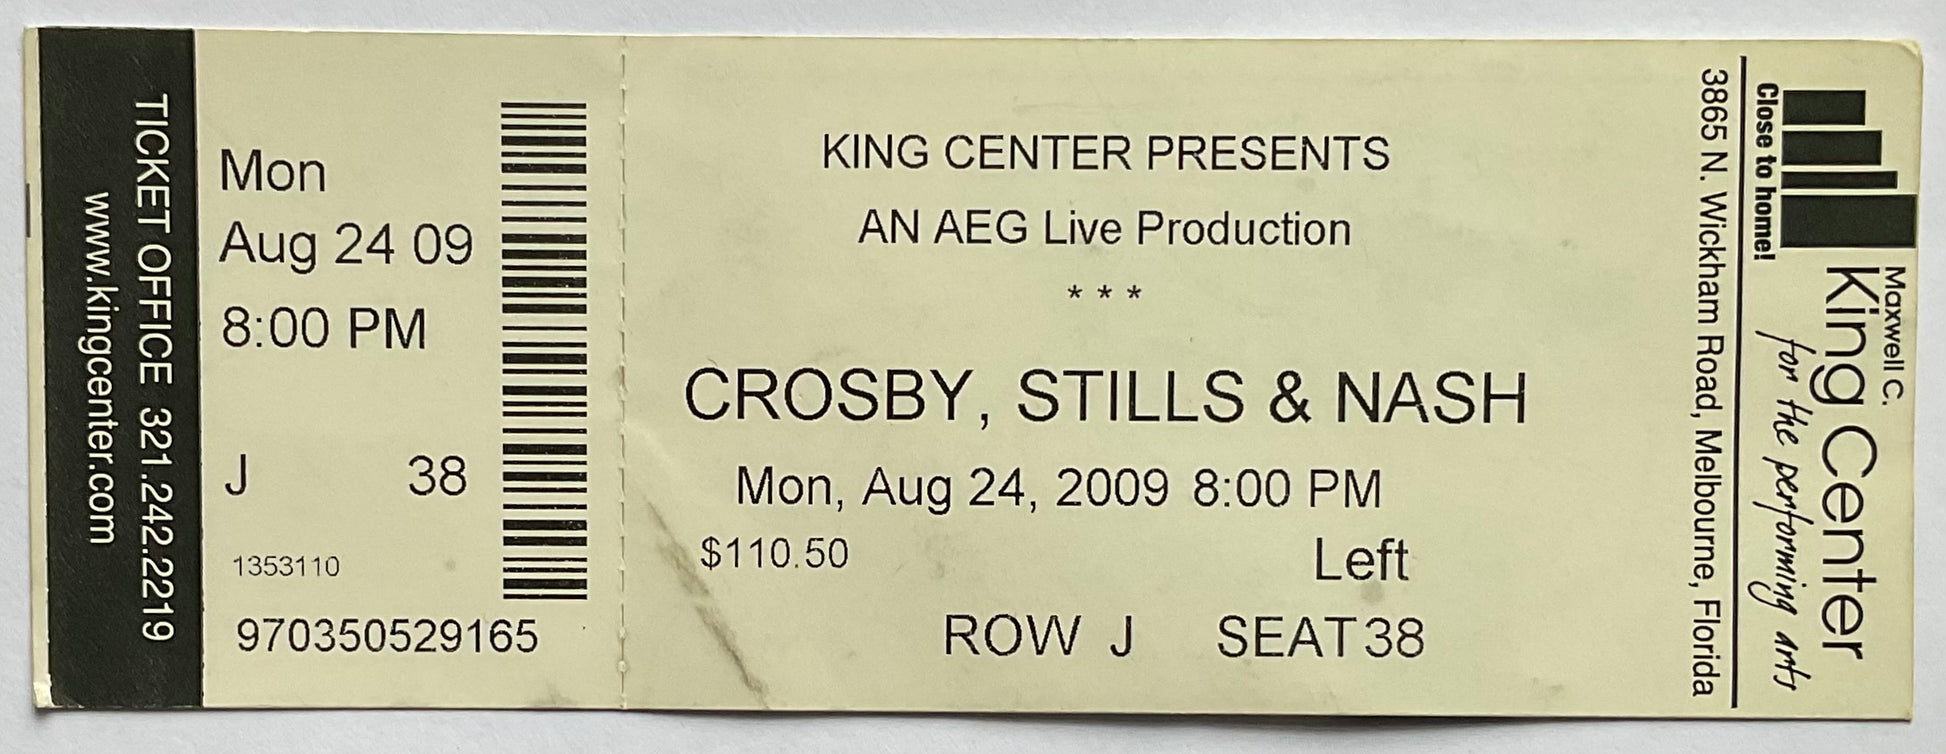 TICKET OFFICE 321.242.2219
www.kingcenter.com
Mon
Aug 24 09
8:00 PM
J 38
1353110
970350529165
KING CENTER PRESENTS
AN AEG Live Production
* * *
CROSBY, STILLS & NASH
Mon, Aug 24, 2009 8:00 PM
$110.50 Left
ROW J SEAT 38
Maxwell C.
King Center
for the performing arts
Close to home!
3865 N. Wickham Road, Melbourne, Florida